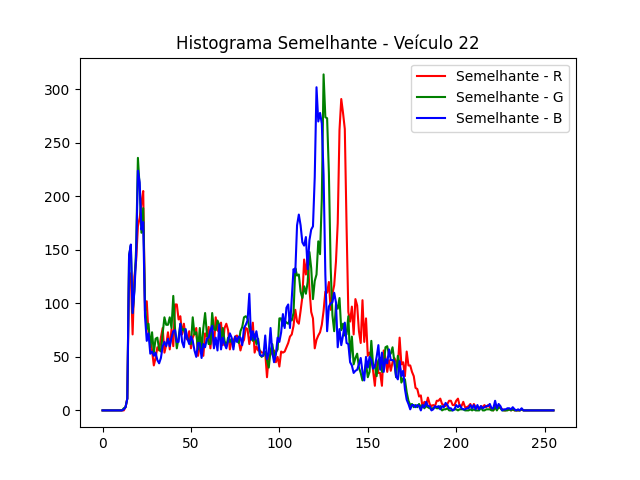 Histograma Semelhante - Veículo 22
Semelhante - R
Semelhante - G
Semelhante - B
300
250
200
150
100
50
0
0 50 100 150 200 250